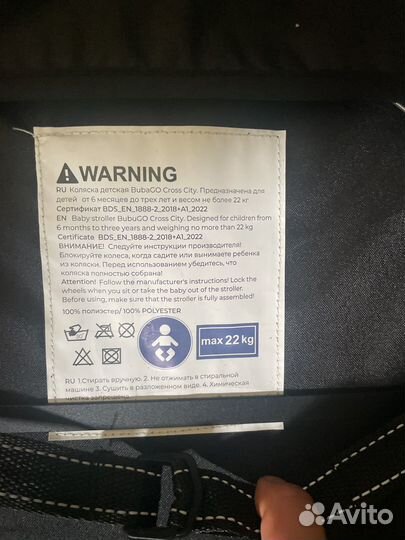 WARNING
RU Коляска детская BubaGO Cross City. Предназначена для
детей от 6 месяцев до трех лет и весом не более 22 кг
Сертификат BDS_EN_1888-2_2018+A1_2022
EN Baby stroller BubuGO Cross City. Designed for children from
6 months to three years and weighing no more than 22 kg
Certificate BDS_EN_1888-2_2018+A1_2022
ВНИМАНИЕ! Следуйте инструкции производителя!
Блокируйте колеса, когда садите или вынимаете ребенка
из коляски. Перед использованием убедитесь, что
коляска полностью собрана!
Attention! Follow the manufacturer's instructions! Lock the
wheels when you sit or take the baby out of the stroller.
Before using, make sure that the stroller is fully assembled!
100% полиэстер/ 100% POLYESTER
max 22 kg
RU 1.Стирать вручную. 2. Не отжимать в стиральной
машине 3. Сушить в разложенном виде. 4. Химическая
чистка запрещена
Avito